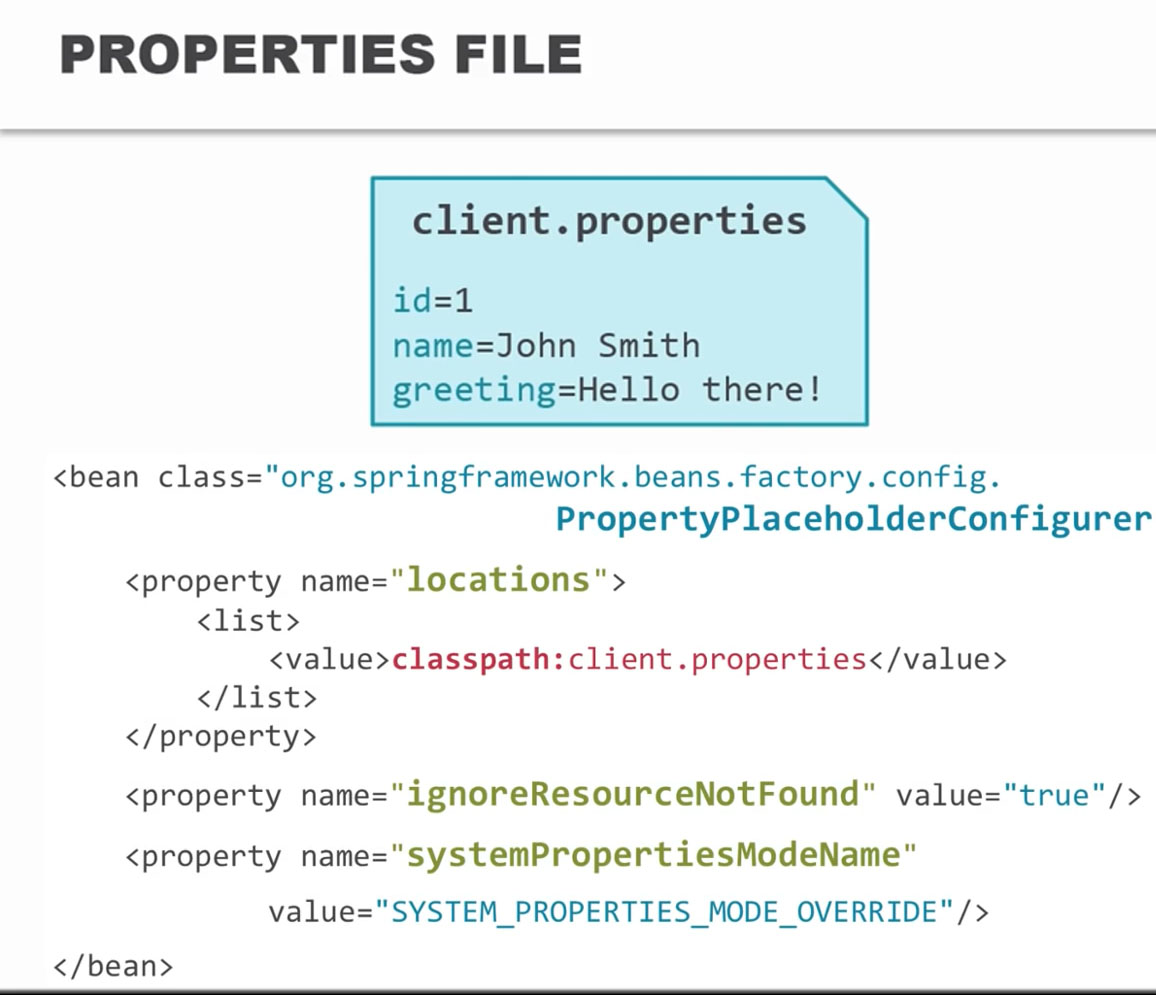 PROPERTIES FILE
client.properties
id=1
name=John Smith
greeting=Hello there!
<bean class="org.springframework.beans.factory.config.
PropertyPlaceholderConfigurer
<property name="locations">
<list>
<value>classpath:client.properties</value>
</list>
</property>
<property name="ignoreResourceNotFound" value="true"/>
<property name="systemPropertiesModeName"
value="SYSTEM_PROPERTIES_MODE_OVERRIDE"/>
</bean>